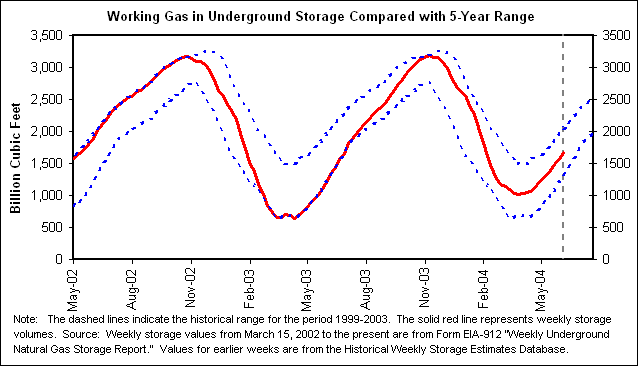 Working Gas in Underground Storage Compared with 5-Year Range
Billion Cubic Feet
3,500
3,000
2,500
2,000
1,500
1,000
500
0
3500
3000
2500
2000
1500
1000
500
0
May-02
Aug-02
Nov-02
Feb-03
May-03
Aug-03
Nov-03
Feb-04
May-04
Note: The dashed lines indicate the historical range for the period 1999-2003. The solid red line represents weekly storage
volumes. Source: Weekly storage values from March 15, 2002 to the present are from Form EIA-912 "Weekly Underground
Natural Gas Storage Report." Values for earlier weeks are from the Historical Weekly Storage Estimates Database.